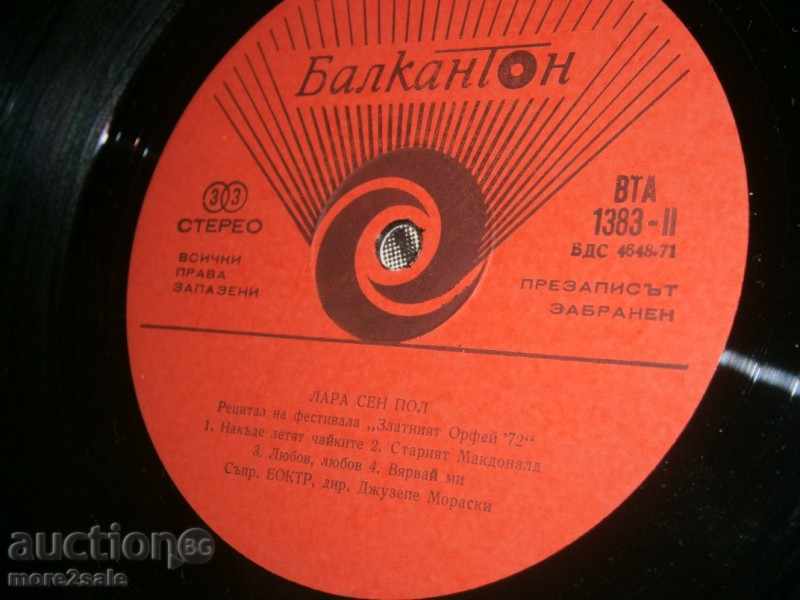 Балкантон
33
СТЕРЕО
ВСИЧКИ
ПРАВА
ЗАПАЗЕНИ
ВТА
1383-II
БДС 4648-71
ПРЕЗАПИСЪТ
ЗАБРАНЕН
ЛАРА СЕН ПОЛ
Рецитал на фестивала „Златният Орфей '72“
1. Накъде летят чайките 2. Старият Макдоналд
3. Любов, любов 4. Вярвай ми
Съпр. ЕОКТР, дир. Джузепе Мораски
auction BG
more2sale